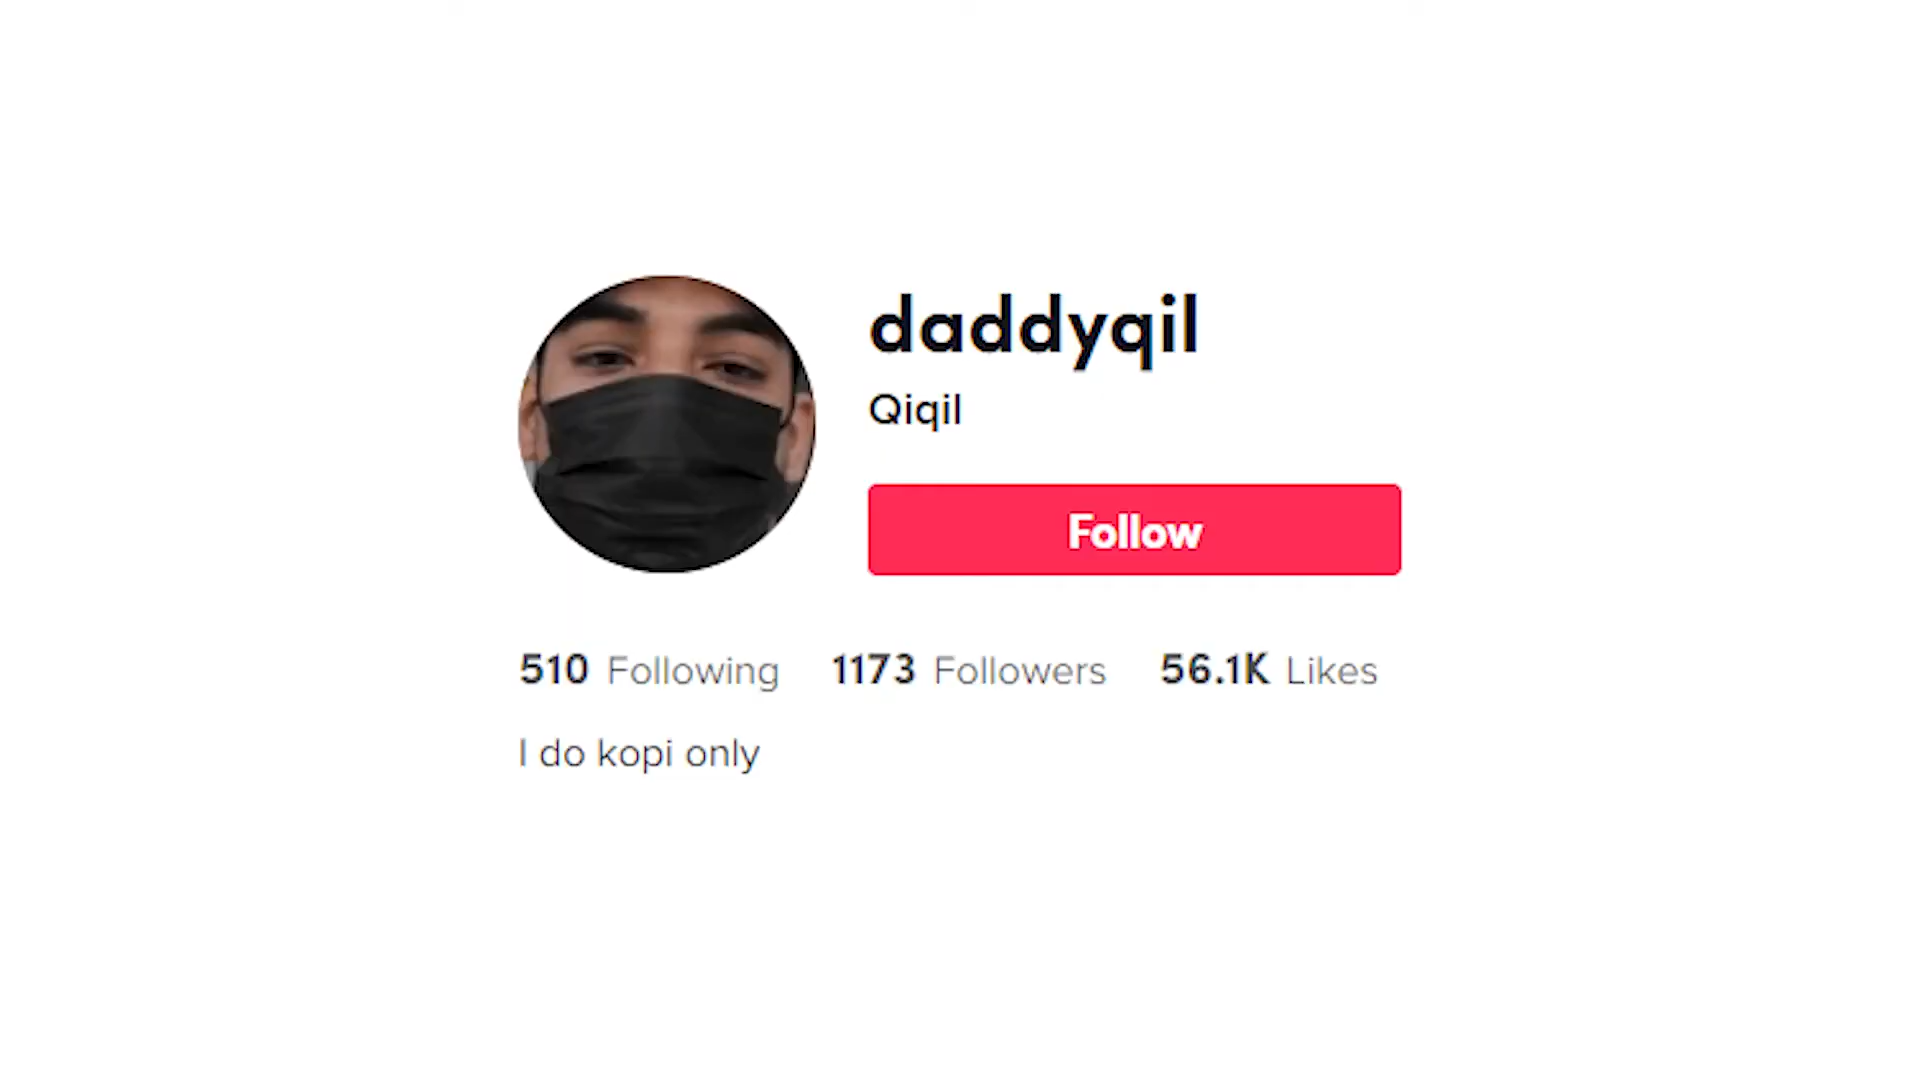 daddyqil
Qiqil
Follow
510 Following 1173 Followers 56.1K Likes
I do kopi only